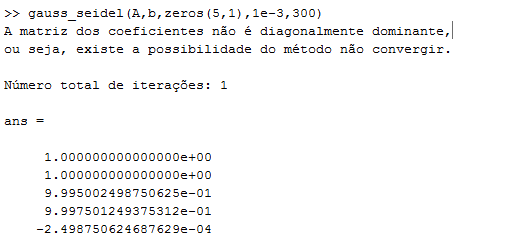 >> gauss_seidel(A,b,zeros(5,1),1e-3,300)
A matriz dos coeficientes não é diagonalmente dominante,
ou seja, existe a possibilidade do método não convergir.
Número total de iterações: 1
ans =
1.000000000000000e+00
1.000000000000000e+00
9.995002498750625e-01
9.997501249375312e-01
-2.498750624687629e-04